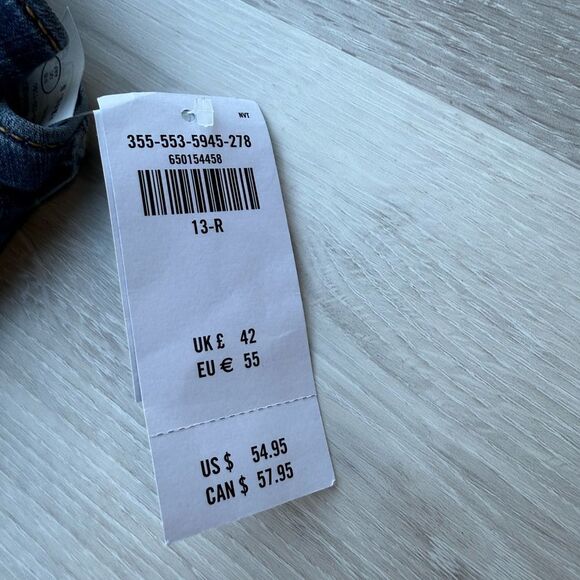 NVT
355-553-5945-278
650154458
13-R
UK £ 42
EU € 55
US $ 54.95
CAN $ 57.95